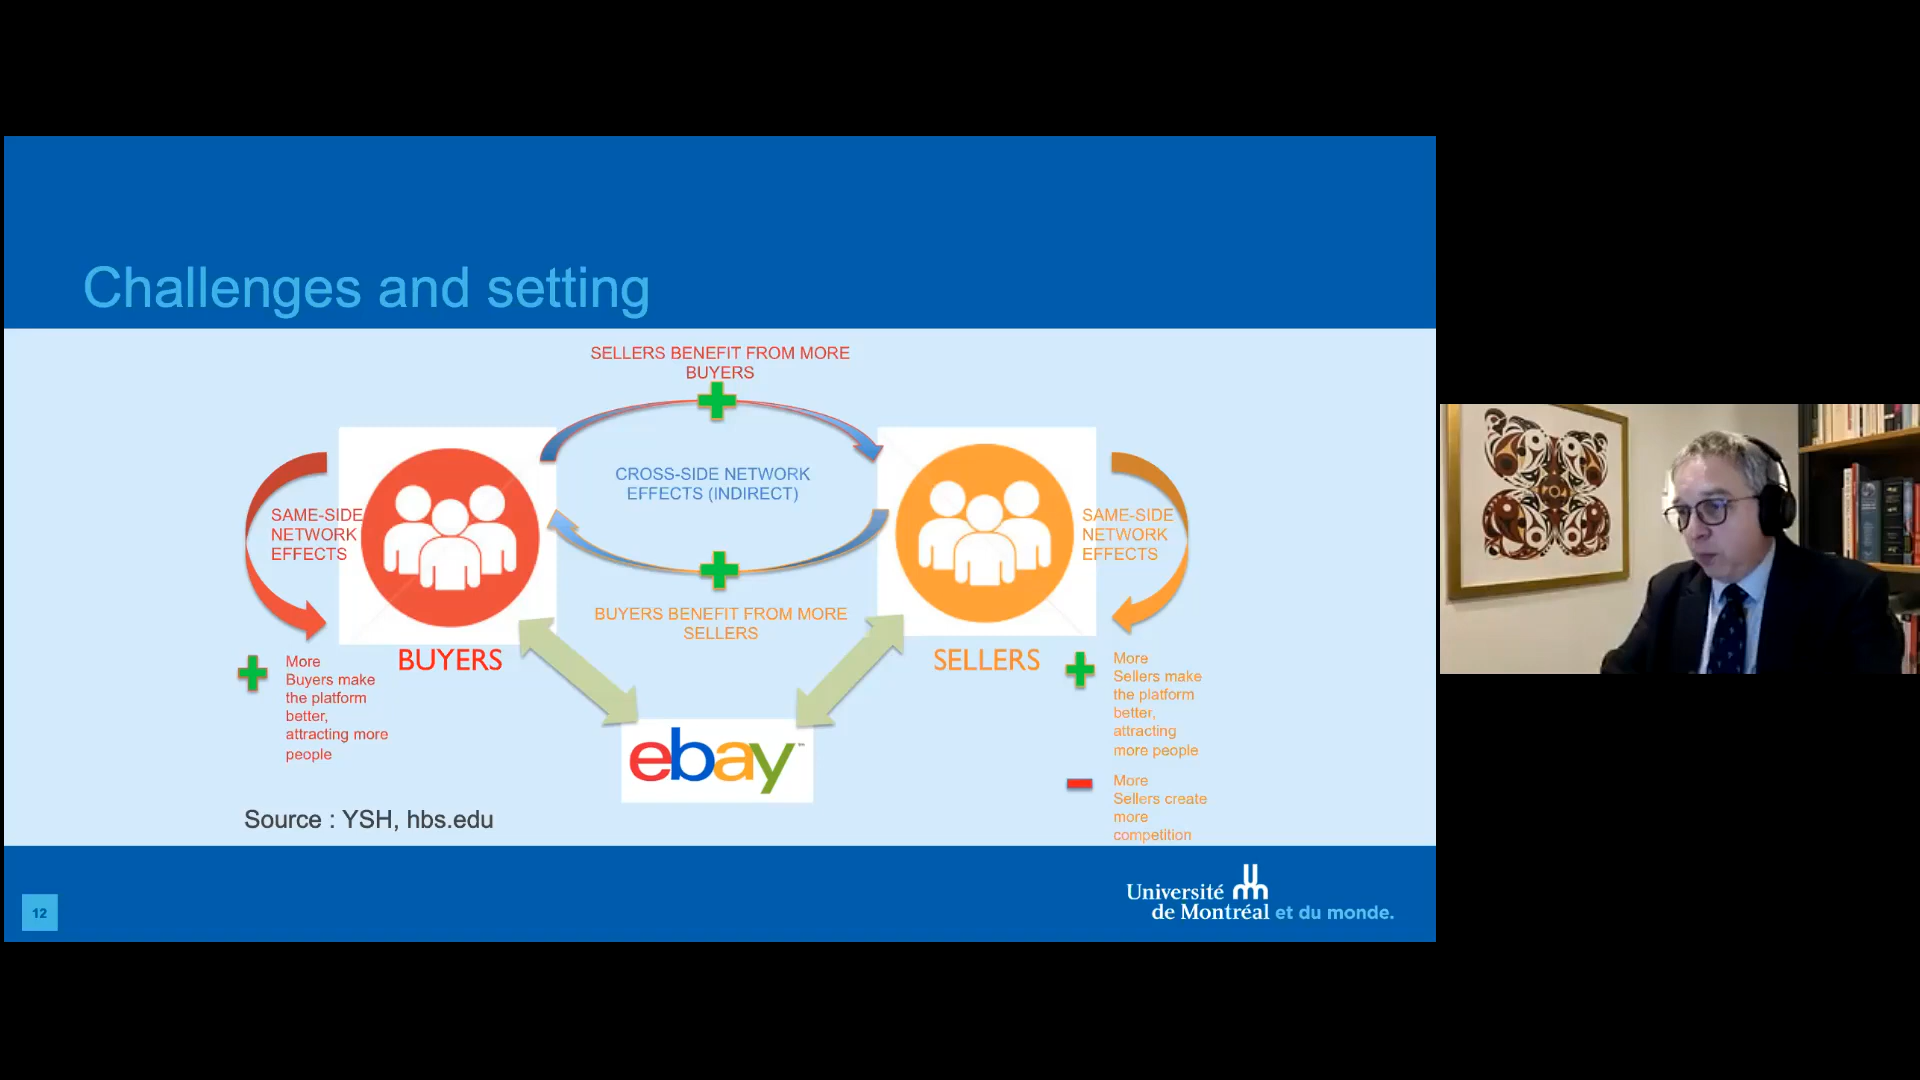 Challenges and setting
SELLERS BENEFIT FROM MORE
BUYERS
CROSS-SIDE NETWORK
EFFECTS (INDIRECT)
SAME-SIDE
NETWORK
EFFECTS
SAME-SIDE
NETWORK
EFFECTS
BUYERS BENEFIT FROM MORE
SELLERS
BUYERS
SELLERS
More
Buyers make
the platform
better,
attracting more
people
More
Sellers make
the platform
better,
attracting
more people
More
Sellers create
more
competition
ebay
Source : YSH, hbs.edu
12
Université
de Montréal et du monde.